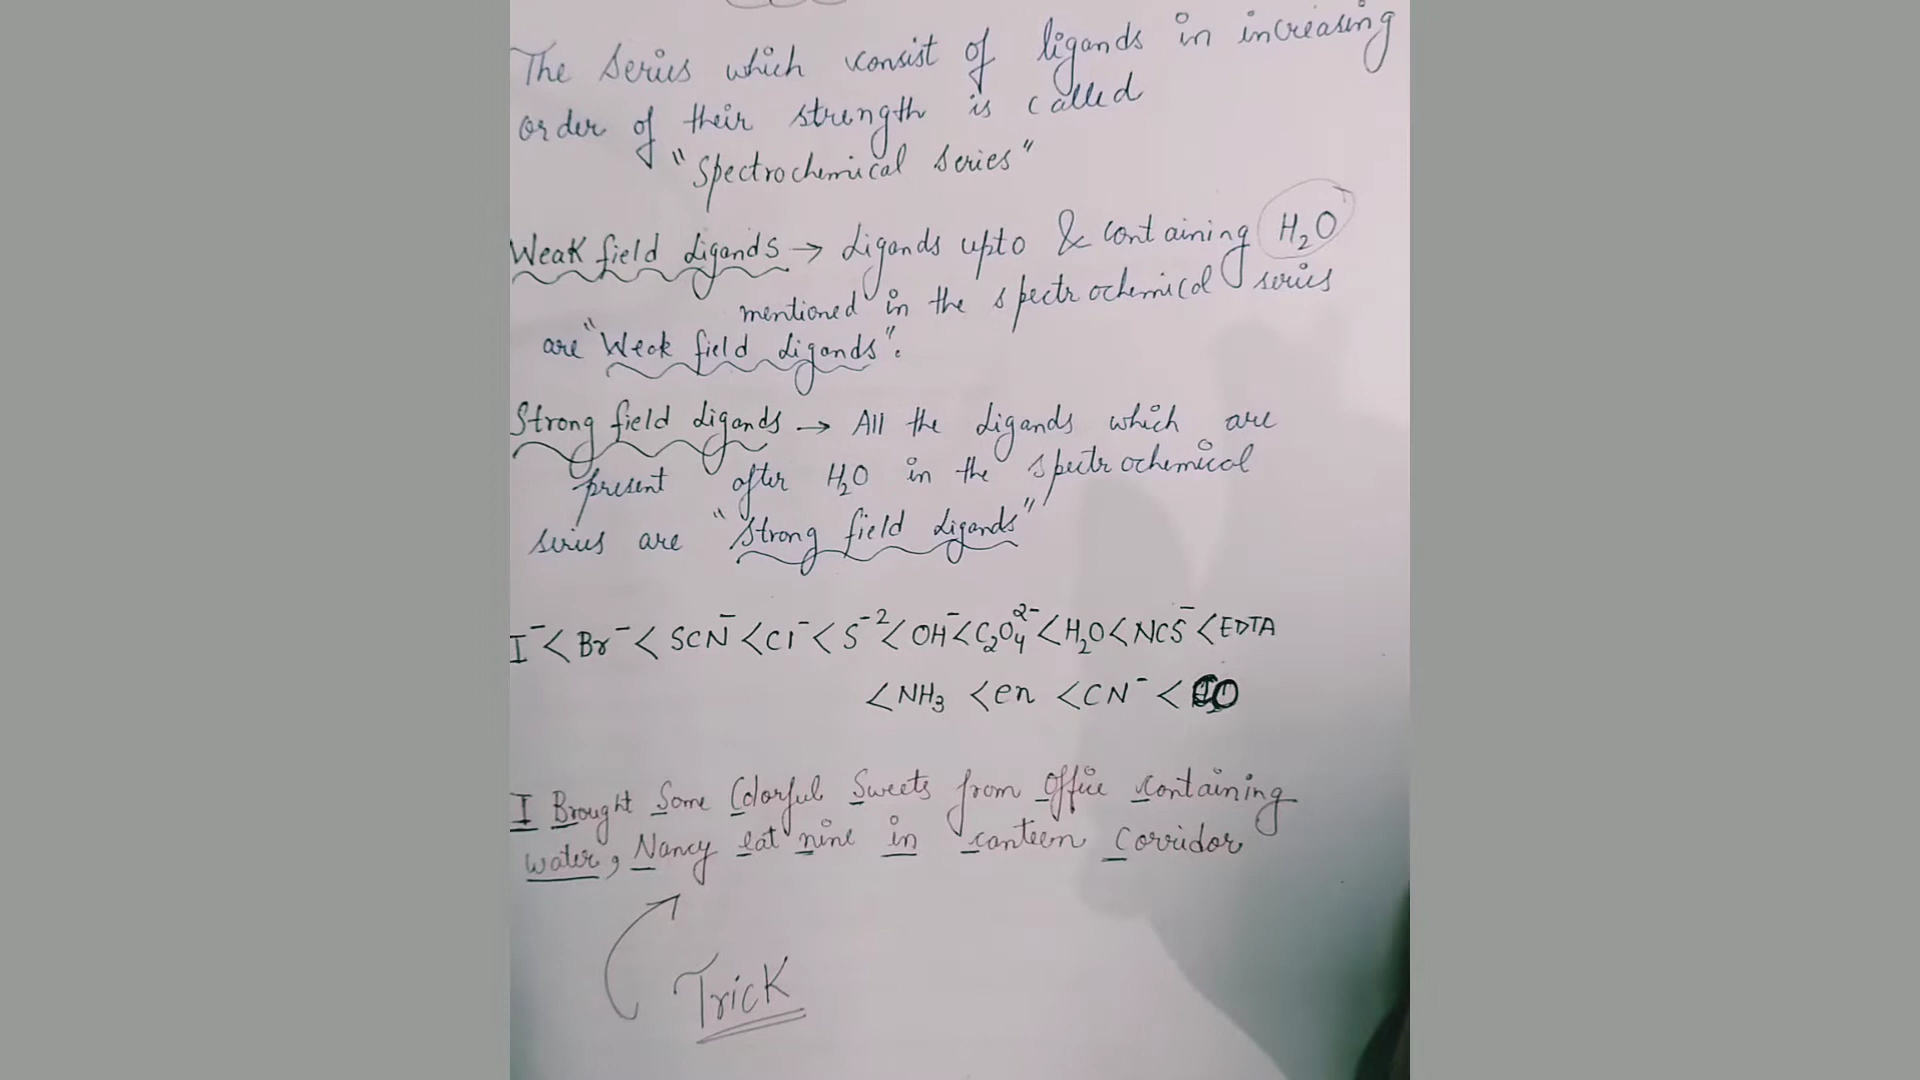 The series which consist of ligands in increasing
order of their strength is called
"Spectrochemical series"
Weak field Ligands → Ligands upto & containing H₂O
mentioned in the spectrochemical series
are "Weak field Ligands".
Strong field Ligands → All the Ligands which are
present after H₂O in the spectrochemical
series are "Strong field Ligands"
I⁻ < Br⁻ < SCN⁻ < Cl⁻ < S⁻² < OH⁻ < C₂O₄²⁻ < H₂O < NCS⁻ < EDTA
< NH₃ < en < CN⁻ < CO
I Brought Some Colorful Sweets from Office Containing
water, Nancy eat nine in canteen Corridor
Trick